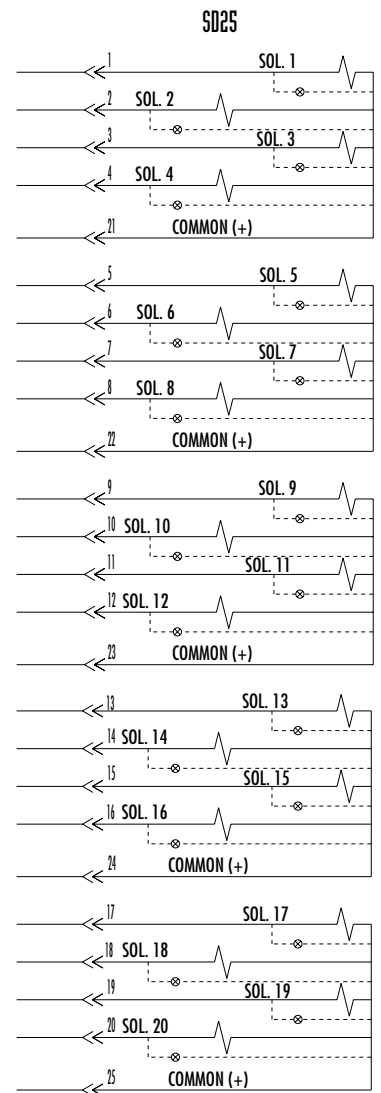 SD25
1 SOL. 1
2 SOL. 2
3 SOL. 3
4 SOL. 4
21 COMMON (+)
5 SOL. 5
6 SOL. 6
7 SOL. 7
8 SOL. 8
22 COMMON (+)
9 SOL. 9
10 SOL. 10
11 SOL. 11
12 SOL. 12
23 COMMON (+)
13 SOL. 13
14 SOL. 14
15 SOL. 15
16 SOL. 16
24 COMMON (+)
17 SOL. 17
18 SOL. 18
19 SOL. 19
20 SOL. 20
25 COMMON (+)